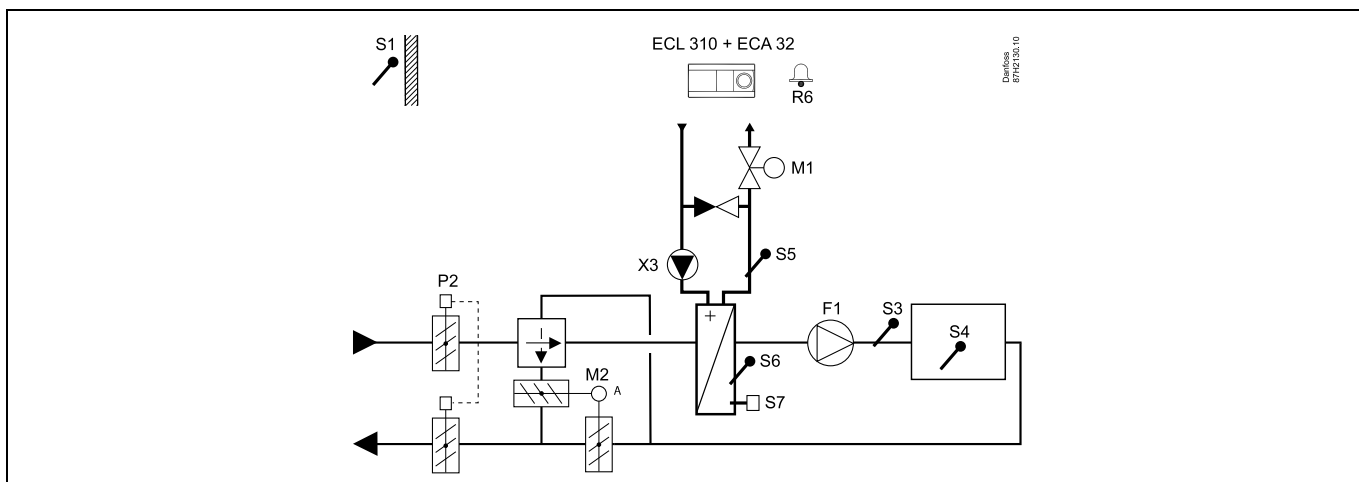 S1
ECL 310 + ECA 32
R6
Danfoss
87H2130.10
M1
X3
S5
P2
F1
S3
S4
+
S6
M2
A
S7